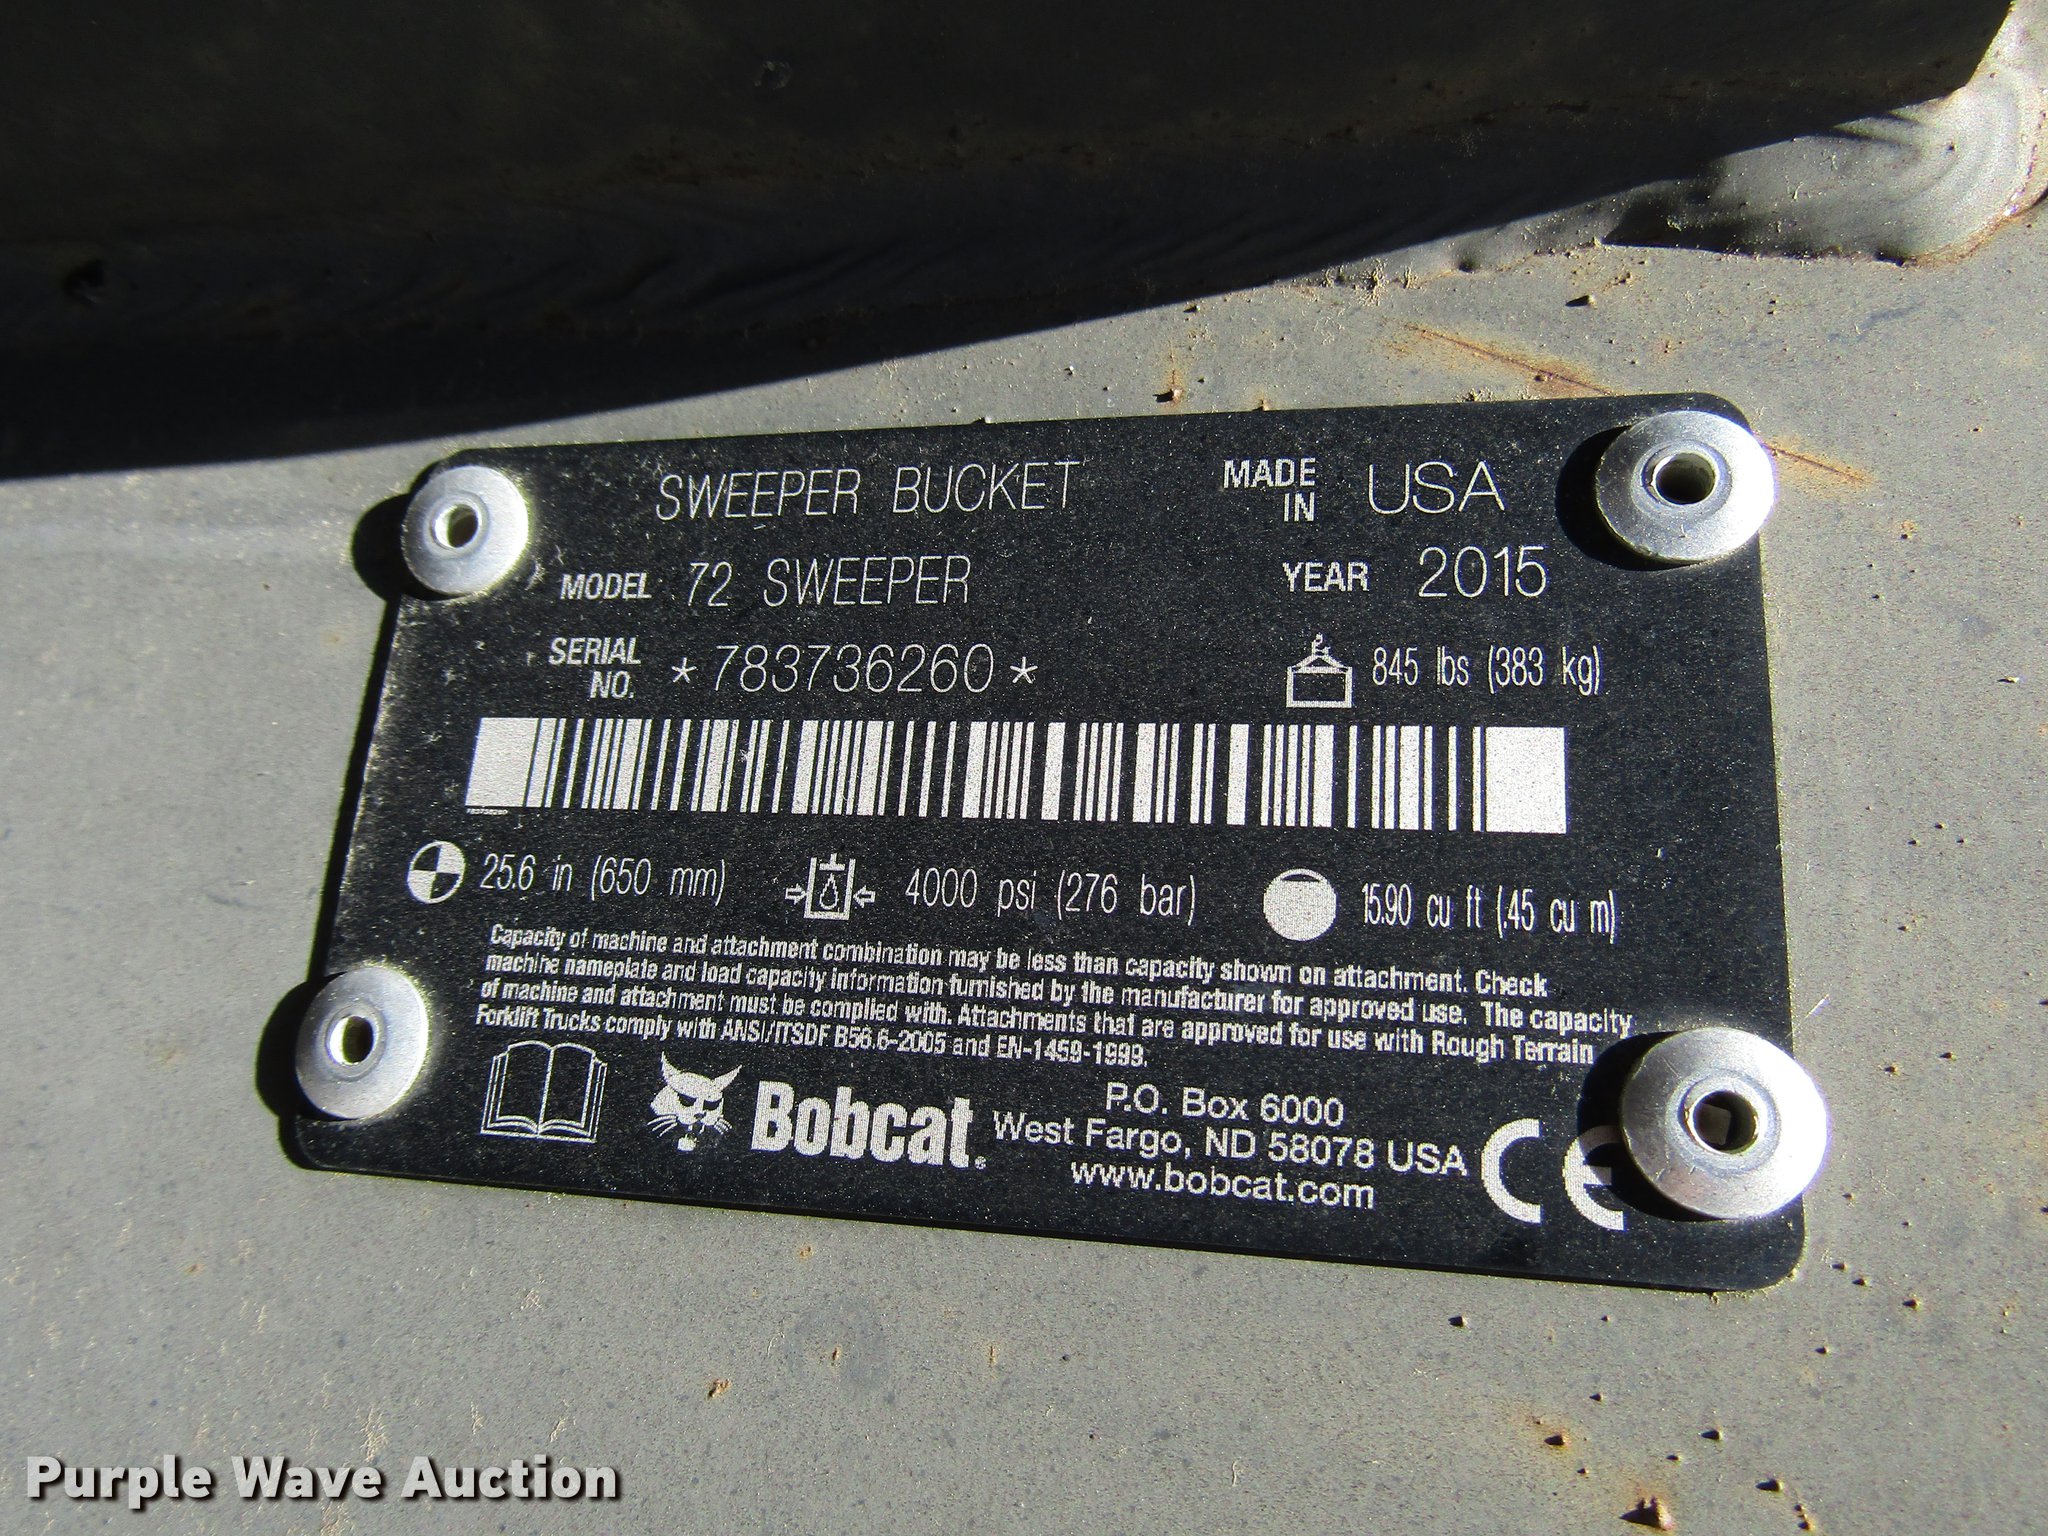 SWEEPER BUCKET MADE IN USA
MODEL 72 SWEEPER YEAR 2015
SERIAL NO. *783736260* 845 lbs (383 kg)
25.6 in (650 mm) 4000 psi (276 bar) 15.90 cu ft (.45 cu m)
Capacity of machine and attachment combination may be less than capacity shown on attachment. Check
machine nameplate and load capacity information furnished by the manufacturer for approved use. The capacity
of machine and attachment must be complied with. Attachments that are approved for use with Rough Terrain
Forklift Trucks comply with ANSI/ITSDF B56.6-2005 and EN-1459-1999.
Bobcat®
P.O. Box 6000
West Fargo, ND 58078 USA
www.bobcat.com
CE
Purple Wave Auction